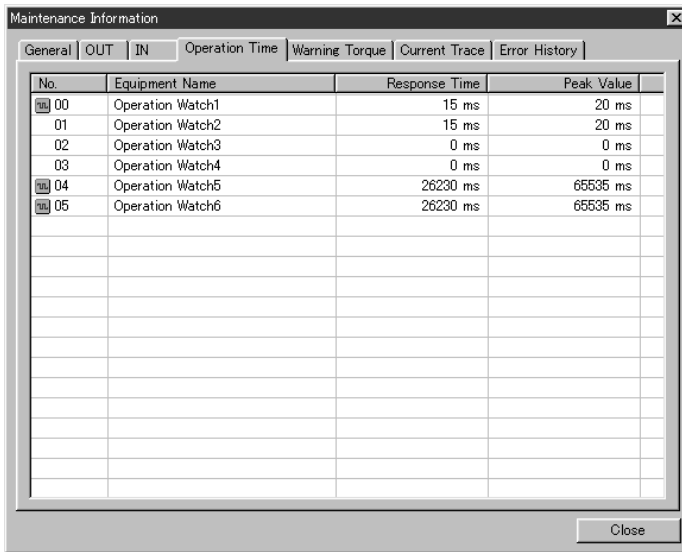 Maintenance Information
General OUT IN Operation Time Warning Torque Current Trace Error History
No. Equipment Name Response Time Peak Value
00 Operation Watch1 15 ms 20 ms
01 Operation Watch2 15 ms 20 ms
02 Operation Watch3 0 ms 0 ms
03 Operation Watch4 0 ms 0 ms
04 Operation Watch5 26230 ms 65535 ms
05 Operation Watch6 26230 ms 65535 ms
Close